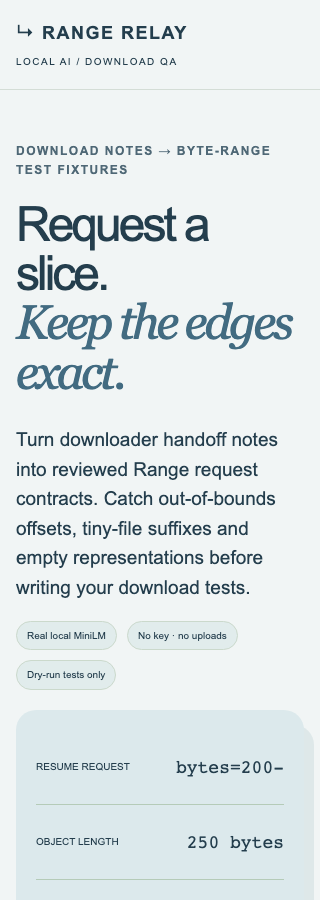 ↳ RANGE RELAY
LOCAL AI / DOWNLOAD QA
DOWNLOAD NOTES → BYTE-RANGE
TEST FIXTURES
Request a
slice.
Keep the edges
exact.
Turn downloader handoff notes
into reviewed Range request
contracts. Catch out-of-bounds
offsets, tiny-file suffixes and
empty representations before
writing your download tests.
Real local MiniLM
No key · no uploads
Dry-run tests only
RESUME REQUEST bytes=200-
OBJECT LENGTH 250 bytes